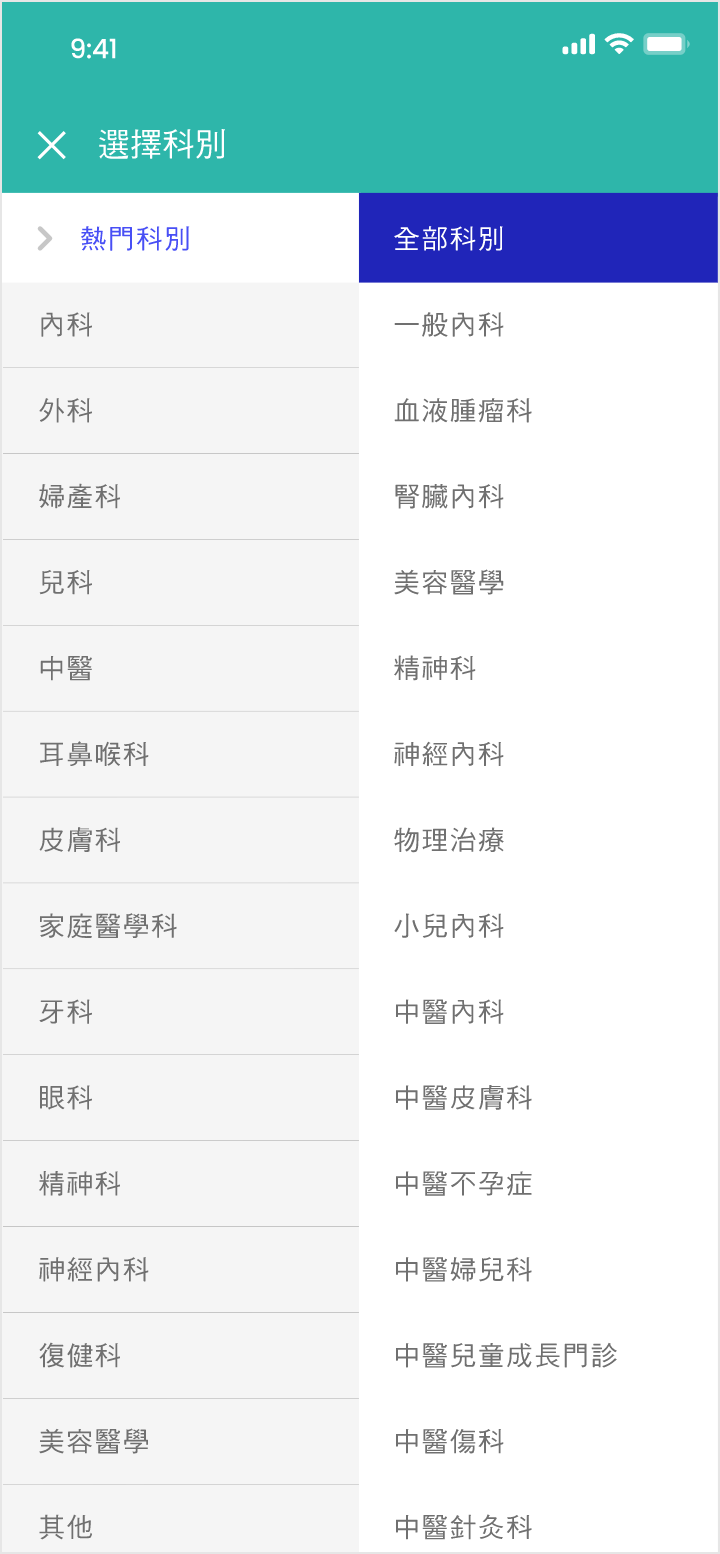 9:41
選擇科別
熱門科別
內科
外科
婦產科
兒科
中醫
耳鼻喉科
皮膚科
家庭醫學科
牙科
眼科
精神科
神經內科
復健科
美容醫學
其他
全部科別
一般內科
血液腫瘤科
腎臟內科
美容醫學
精神科
神經內科
物理治療
小兒內科
中醫內科
中醫皮膚科
中醫不孕症
中醫婦兒科
中醫兒童成長門診
中醫傷科
中醫針灸科